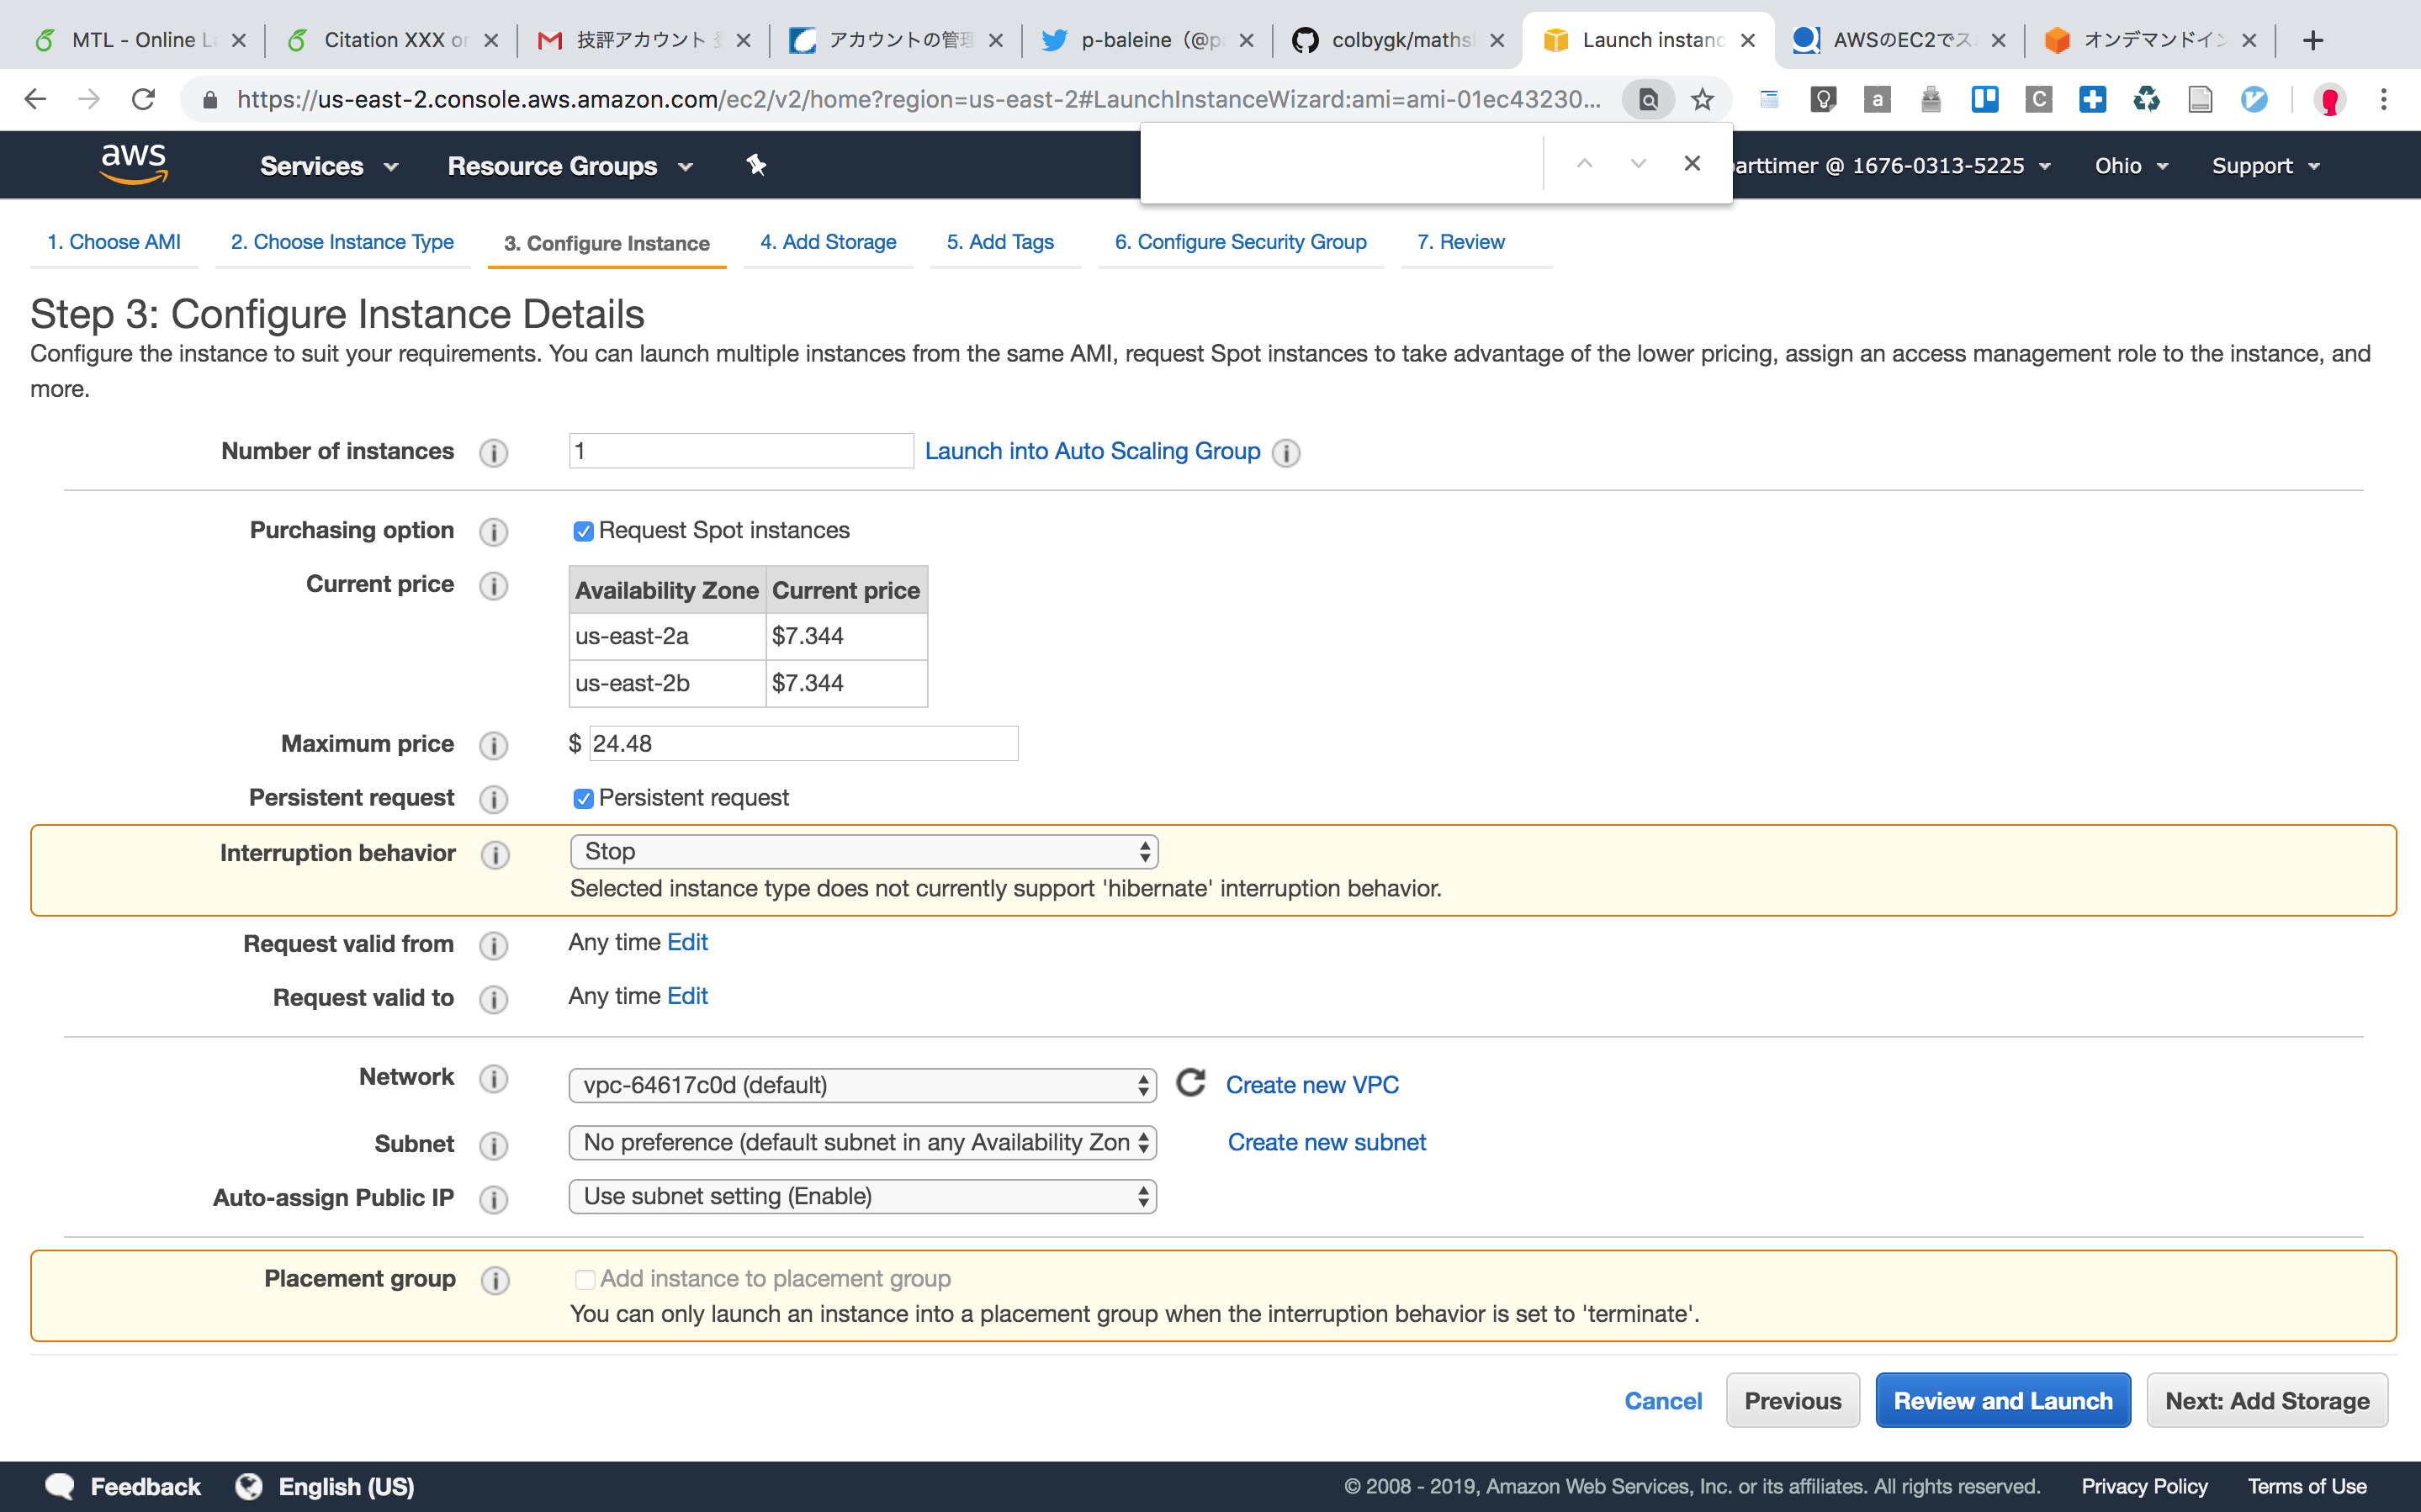 MTL - Online La
Citation XXX or
技評アカウント
アカウントの管理
p-baleine（@p
colbygk/maths
Launch instanc
AWSのEC2でス
オンデマンドイン
https://us-east-2.console.aws.amazon.com/ec2/v2/home?region=us-east-2#LaunchInstanceWizard:ami=ami-01ec43230...
aws
Services
Resource Groups
arttimer @ 1676-0313-5225
Ohio
Support
1. Choose AMI
2. Choose Instance Type
3. Configure Instance
4. Add Storage
5. Add Tags
6. Configure Security Group
7. Review
Step 3: Configure Instance Details
Configure the instance to suit your requirements. You can launch multiple instances from the same AMI, request Spot instances to take advantage of the lower pricing, assign an access management role to the instance, and
more.
Number of instances 1 Launch into Auto Scaling Group
Purchasing option Request Spot instances
Current price
Availability Zone Current price
us-east-2a $7.344
us-east-2b $7.344
Maximum price $ 24.48
Persistent request Persistent request
Interruption behavior Stop
Selected instance type does not currently support 'hibernate' interruption behavior.
Request valid from Any time Edit
Request valid to Any time Edit
Network vpc-64617c0d (default) Create new VPC
Subnet No preference (default subnet in any Availability Zon Create new subnet
Auto-assign Public IP Use subnet setting (Enable)
Placement group Add instance to placement group
You can only launch an instance into a placement group when the interruption behavior is set to 'terminate'.
Cancel Previous Review and Launch Next: Add Storage
Feedback English (US) © 2008 - 2019, Amazon Web Services, Inc. or its affiliates. All rights reserved. Privacy Policy Terms of Use